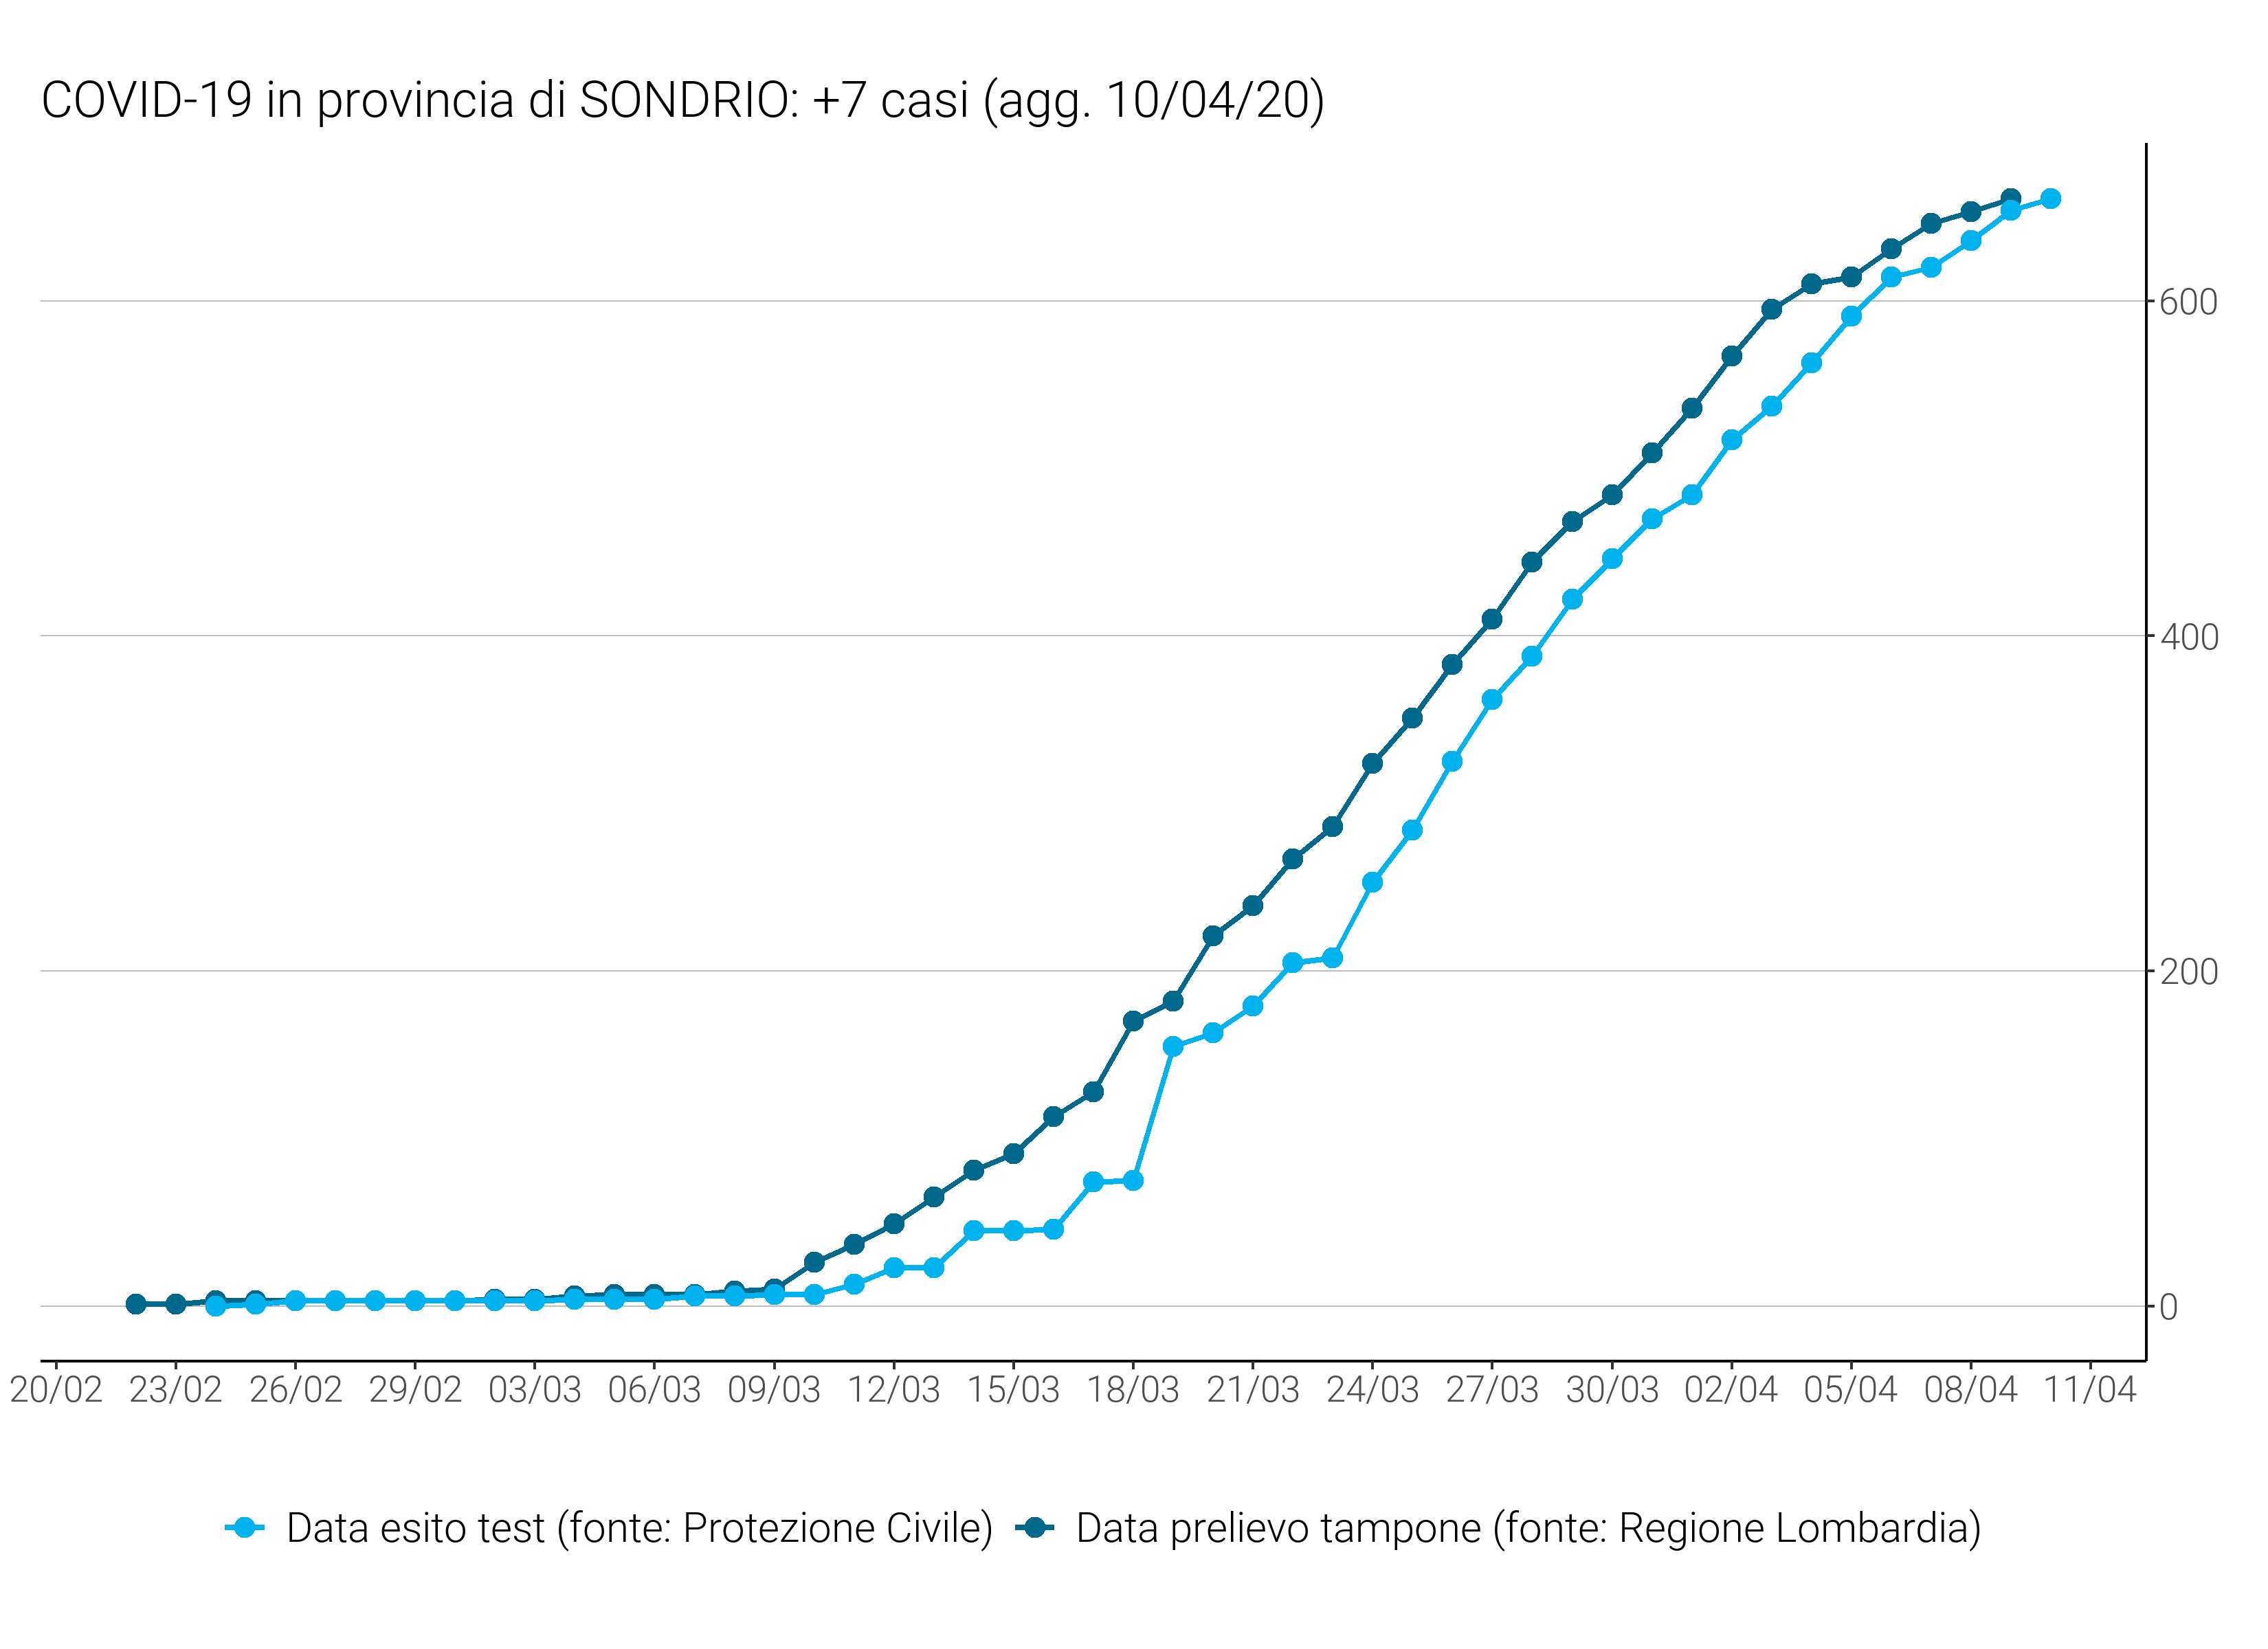 COVID-19 in provincia di SONDRIO: +7 casi (agg. 10/04/20)
600
400
200
0
20/02 23/02 26/02 29/02 03/03 06/03 09/03 12/03 15/03 18/03 21/03 24/03 27/03 30/03 02/04 05/04 08/04 11/04
Data esito test (fonte: Protezione Civile) Data prelievo tampone (fonte: Regione Lombardia)